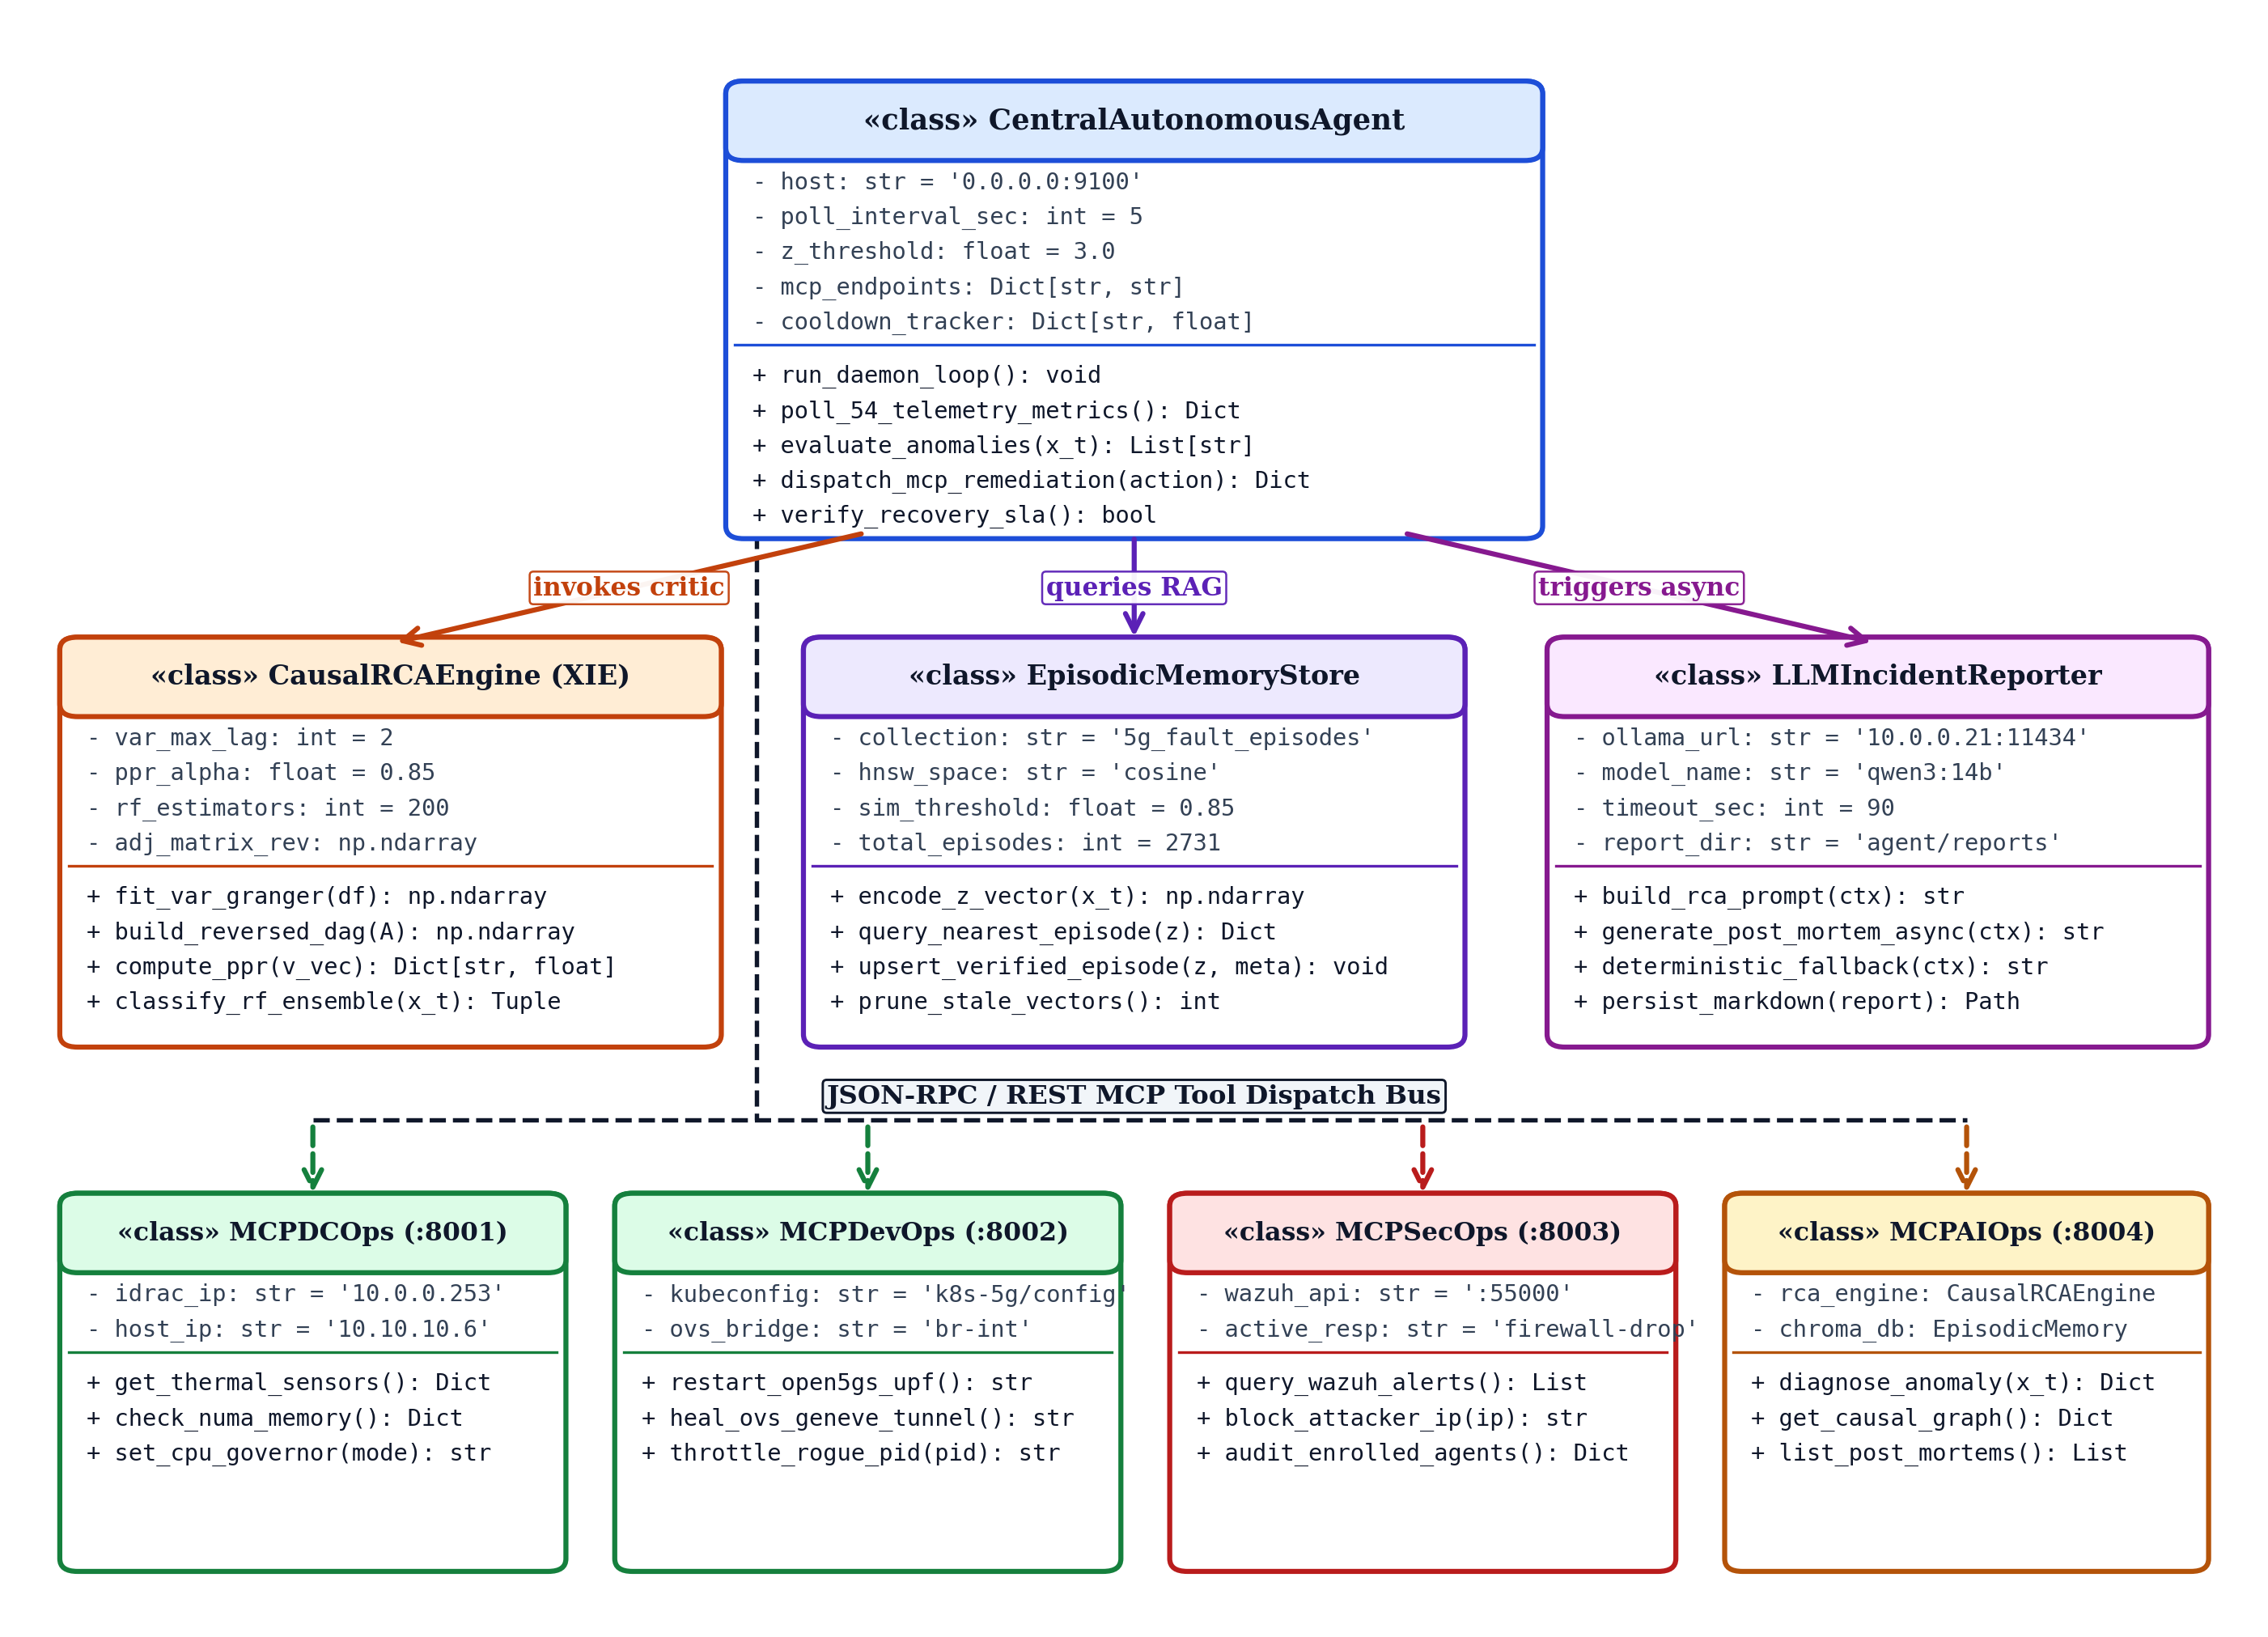 «class» CentralAutonomousAgent
- host: str = '0.0.0.0:9100'
- poll_interval_sec: int = 5
- z_threshold: float = 3.0
- mcp_endpoints: Dict[str, str]
- cooldown_tracker: Dict[str, float]
+ run_daemon_loop(): void
+ poll_54_telemetry_metrics(): Dict
+ evaluate_anomalies(x_t): List[str]
+ dispatch_mcp_remediation(action): Dict
+ verify_recovery_sla(): bool
invokes critic
queries RAG
triggers async
«class» CausalRCAEngine (XIE)
- var_max_lag: int = 2
- ppr_alpha: float = 0.85
- rf_estimators: int = 200
- adj_matrix_rev: np.ndarray
+ fit_var_granger(df): np.ndarray
+ build_reversed_dag(A): np.ndarray
+ compute_ppr(v_vec): Dict[str, float]
+ classify_rf_ensemble(x_t): Tuple
«class» EpisodicMemoryStore
- collection: str = '5g_fault_episodes'
- hnsw_space: str = 'cosine'
- sim_threshold: float = 0.85
- total_episodes: int = 2731
+ encode_z_vector(x_t): np.ndarray
+ query_nearest_episode(z): Dict
+ upsert_verified_episode(z, meta): void
+ prune_stale_vectors(): int
«class» LLMIncidentReporter
- ollama_url: str = '10.0.0.21:11434'
- model_name: str = 'qwen3:14b'
- timeout_sec: int = 90
- report_dir: str = 'agent/reports'
+ build_rca_prompt(ctx): str
+ generate_post_mortem_async(ctx): str
+ deterministic_fallback(ctx): str
+ persist_markdown(report): Path
JSON-RPC / REST MCP Tool Dispatch Bus
«class» MCPDCOps (:8001)
- idrac_ip: str = '10.0.0.253'
- host_ip: str = '10.10.10.6'
+ get_thermal_sensors(): Dict
+ check_numa_memory(): Dict
+ set_cpu_governor(mode): str
«class» MCPDevOps (:8002)
- kubeconfig: str = 'k8s-5g/config'
- ovs_bridge: str = 'br-int'
+ restart_open5gs_upf(): str
+ heal_ovs_geneve_tunnel(): str
+ throttle_rogue_pid(pid): str
«class» MCPSecOps (:8003)
- wazuh_api: str = ':55000'
- active_resp: str = 'firewall-drop'
+ query_wazuh_alerts(): List
+ block_attacker_ip(ip): str
+ audit_enrolled_agents(): Dict
«class» MCPAIOps (:8004)
- rca_engine: CausalRCAEngine
- chroma_db: EpisodicMemory
+ diagnose_anomaly(x_t): Dict
+ get_causal_graph(): Dict
+ list_post_mortems(): List